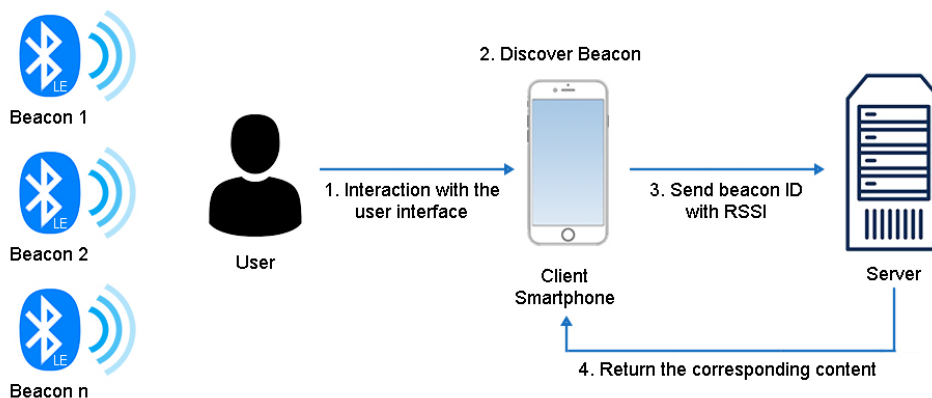 LE
Beacon 1
LE
Beacon 2
LE
Beacon n
User
1. Interaction with the
user interface
2. Discover Beacon
Client
Smartphone
3. Send beacon ID
with RSSI
Server
4. Return the corresponding content